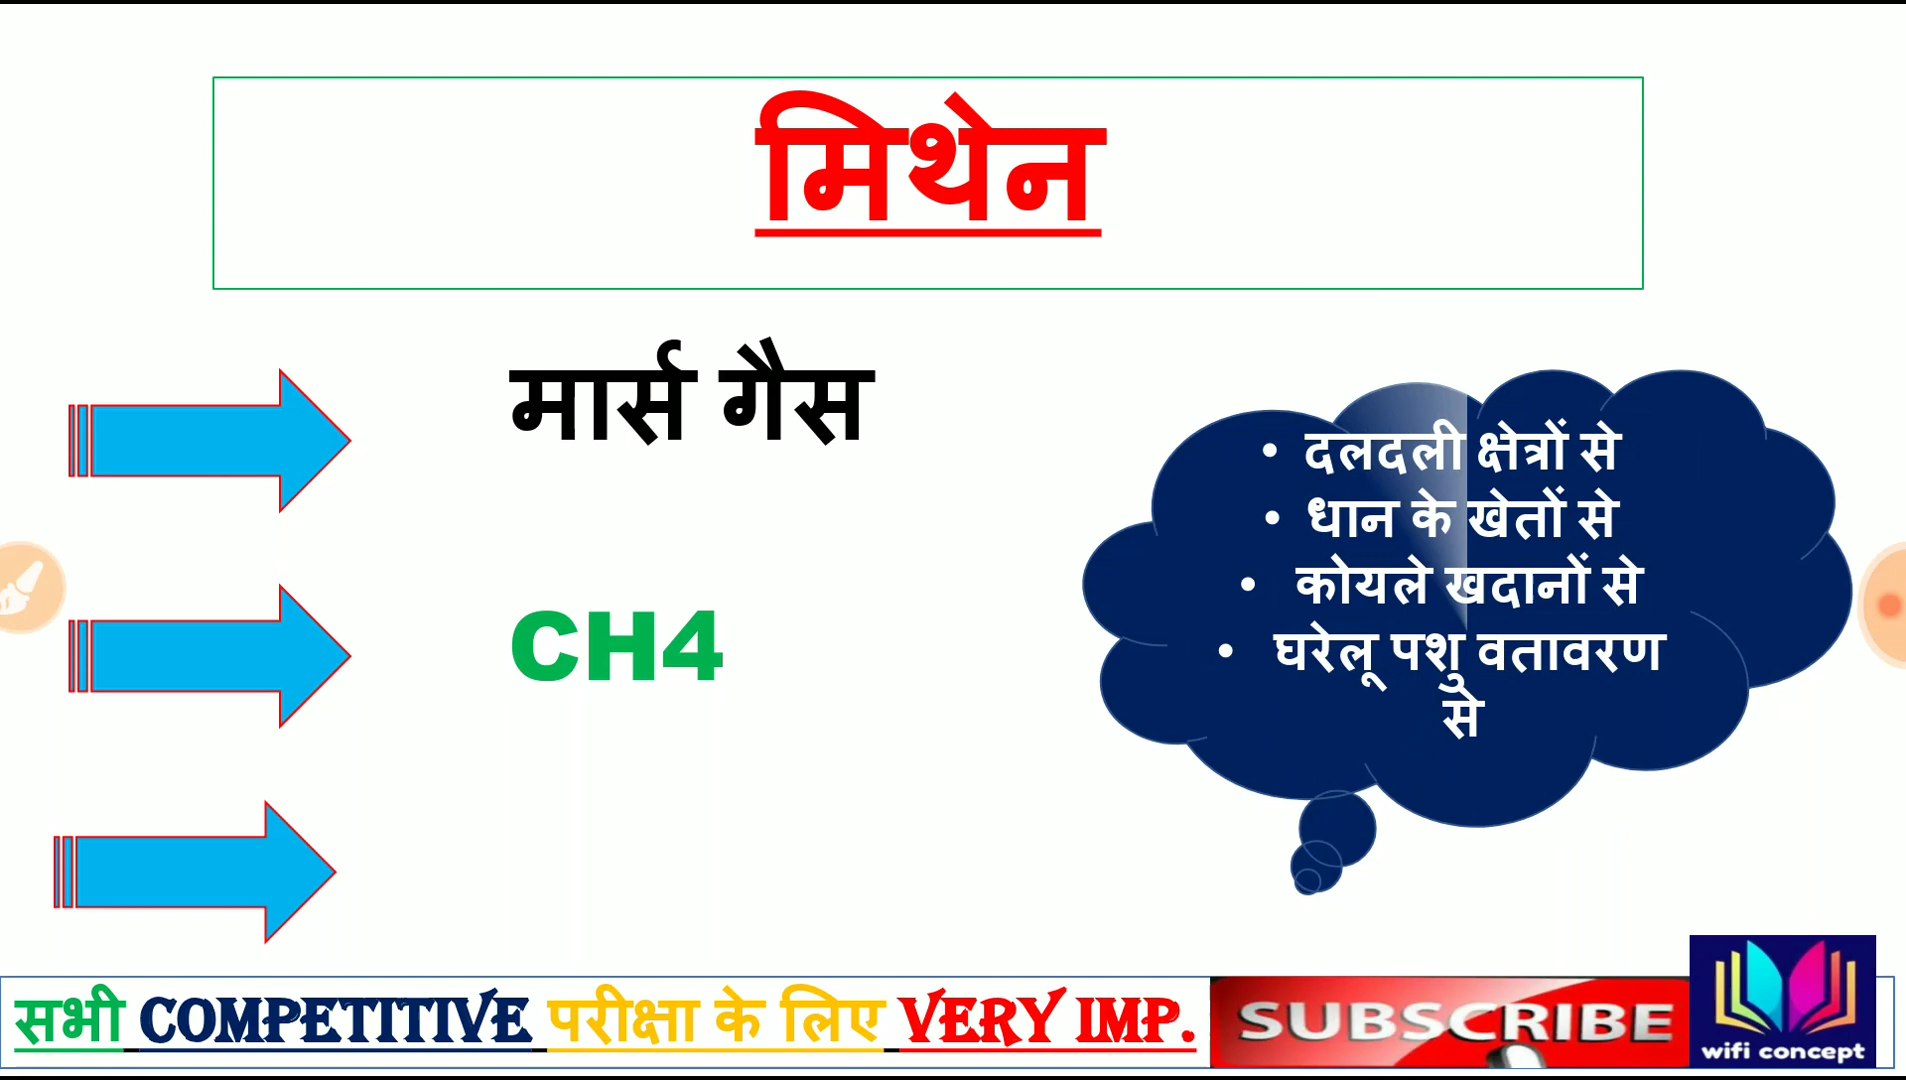 मिथेन
मार्स गैस
CH4
• दलदली क्षेत्रों से
• धान के खेतों से
• कोयले खदानों से
• घरेलू पशु वतावरण
से
सभी COMPETITIVE परीक्षा के लिए VERY IMP.
SUBSCRIBE
wifi concept